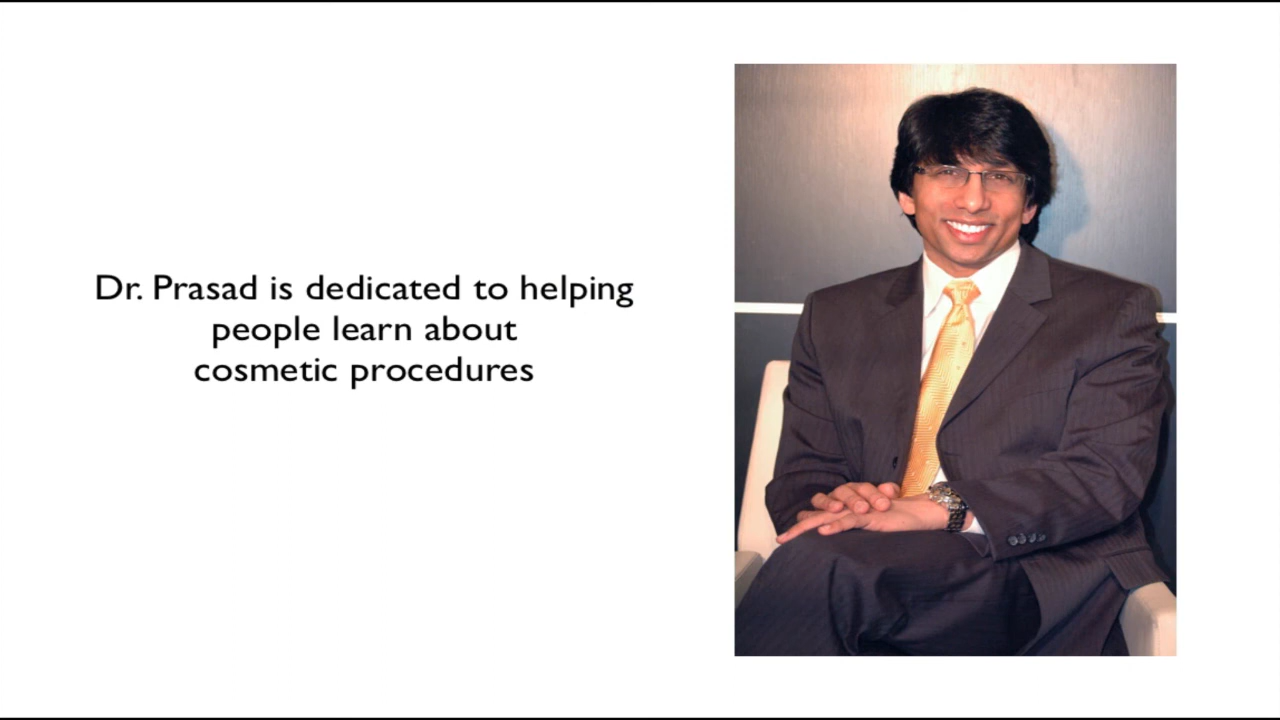 Dr. Prasad is dedicated to helping
people learn about
cosmetic procedures